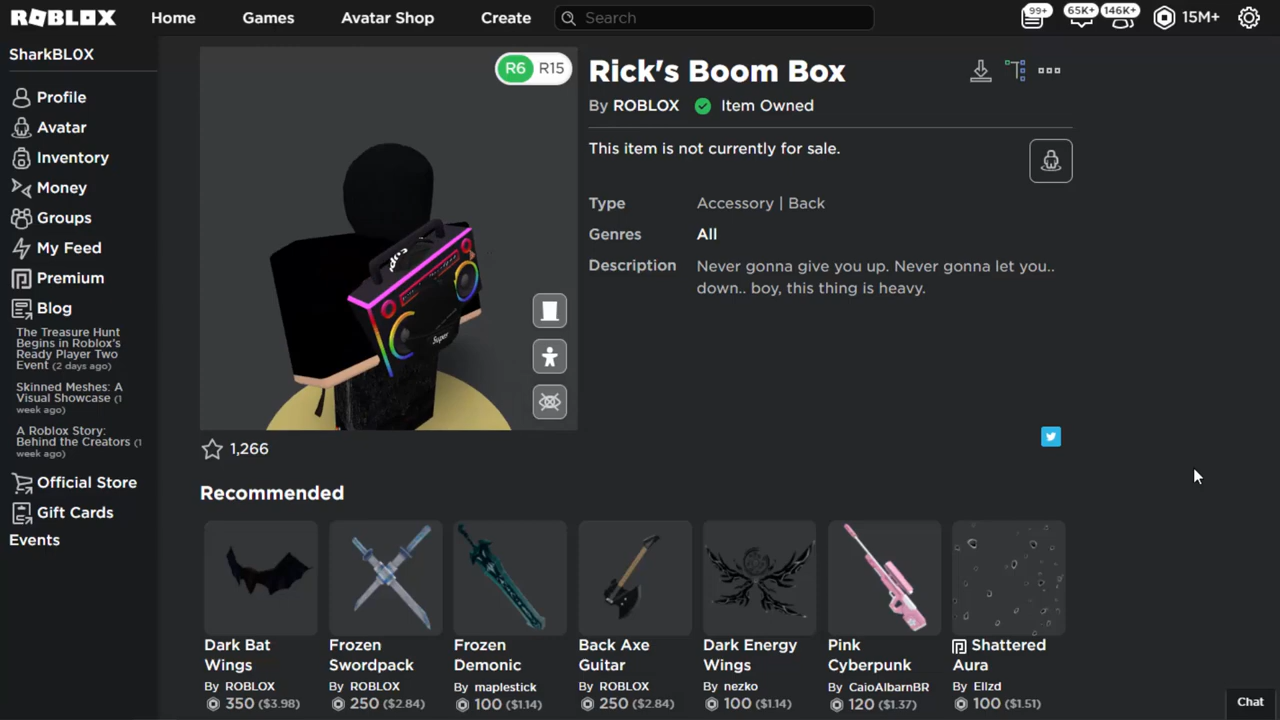 ROBLOX
Home
Games
Avatar Shop
Create
Search
99+
65K+
146K+
15M+
SharkBL0X
Profile
Avatar
Inventory
Money
Groups
My Feed
Premium
Blog
The Treasure Hunt
Begins in Roblox's
Ready Player Two
Event (2 days ago)
Skinned Meshes: A
Visual Showcase (1
week ago)
A Roblox Story:
Behind the Creators (1
week ago)
Official Store
Gift Cards
Events
R6
R15
Super
1,266
Rick's Boom Box
By ROBLOX
Item Owned
This item is not currently for sale.
Type
Accessory | Back
Genres
All
Description
Never gonna give you up. Never gonna let you..
down.. boy, this thing is heavy.
Recommended
Dark Bat
Wings
By ROBLOX
350 ($3.98)
Frozen
Swordpack
By ROBLOX
250 ($2.84)
Frozen
Demonic
By maplestick
100 ($1.14)
Back Axe
Guitar
By ROBLOX
250 ($2.84)
Dark Energy
Wings
By nezko
100 ($1.14)
Pink
Cyberpunk
By CaioAlbarnBR
120 ($1.37)
Shattered
Aura
By Ellzd
100 ($1.51)
Chat